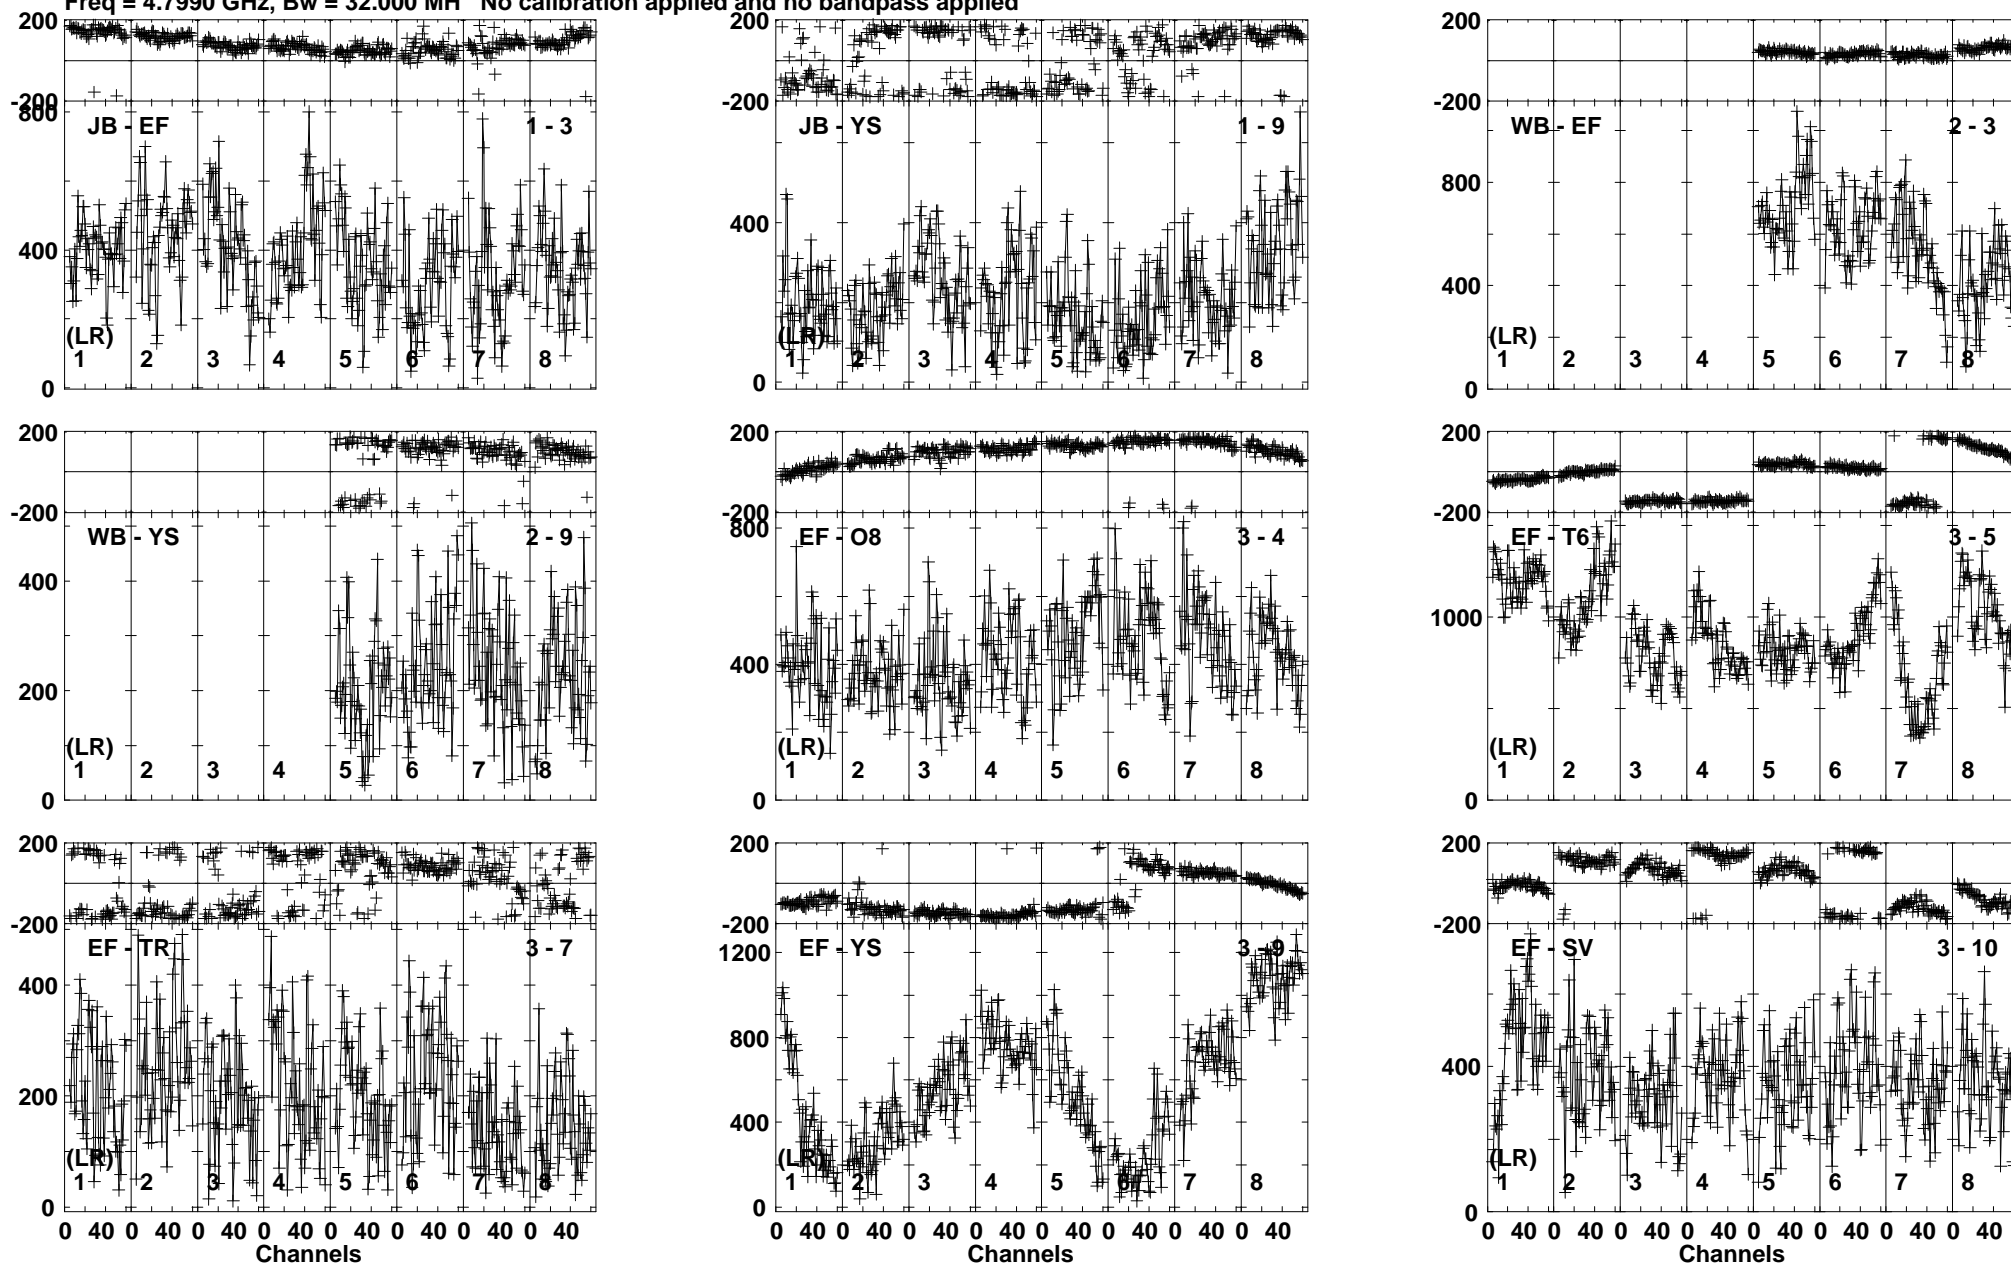 Freq = 4.7990 GHz, Bw = 32.000 MH No calibration applied and no bandpass applied
200
-200
800
400
0
JB - EF
1 - 3
(LR)
1 2 3 4 5 6 7 8
200
-200
400
0
JB - YS
1 - 9
(LR)
1 2 3 4 5 6 7 8
200
-200
800
400
0
WB - EF
2 - 3
(LR)
1 2 3 4 5 6 7 8
200
-200
400
200
0
WB - YS
2 - 9
(LR)
1 2 3 4 5 6 7 8
200
-200
800
400
0
EF - O8
3 - 4
(LR)
1 2 3 4 5 6 7 8
200
-200
1000
0
EF - T6
3 - 5
(LR)
1 2 3 4 5 6 7 8
200
-200
400
200
0
EF - TR
3 - 7
(LR)
1 2 3 4 5 6 7 8
0 40 0 40 0 40 0 40 0 40 0 40 0 40 0 40
Channels
200
-200
1200
800
400
0
EF - YS
3 - 9
(LR)
1 2 3 4 5 6 7 8
0 40 0 40 0 40 0 40 0 40 0 40 0 40 0 40
Channels
200
-200
400
0
EF - SV
3 - 10
(LR)
1 2 3 4 5 6 7 8
0 40 0 40 0 40 0 40 0 40 0 40 0 40 0 40
Channels